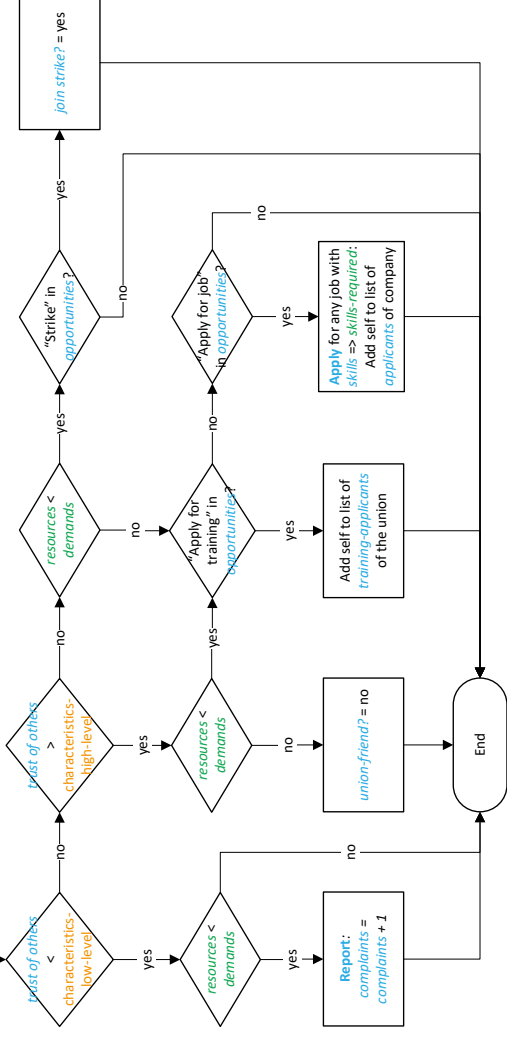 trust of others
<
characteristics-
low-level
no
trust of others
>
characteristics-
high-level
no
resources <
demands
yes
"Strike" in
opportunities?
yes
join strike? = yes
yes
yes
no
no
resources <
demands
resources <
demands
yes
"Apply for
training" in
opportunities?
no
"Apply for job"
in opportunities?
no
yes
no
no
yes
yes
Report:
complaints =
complaints + 1
union-friend? = no
Add self to list of
training-applicants
of the union
Apply for any job with
skills => skills-required:
Add self to list of
applicants of company
End